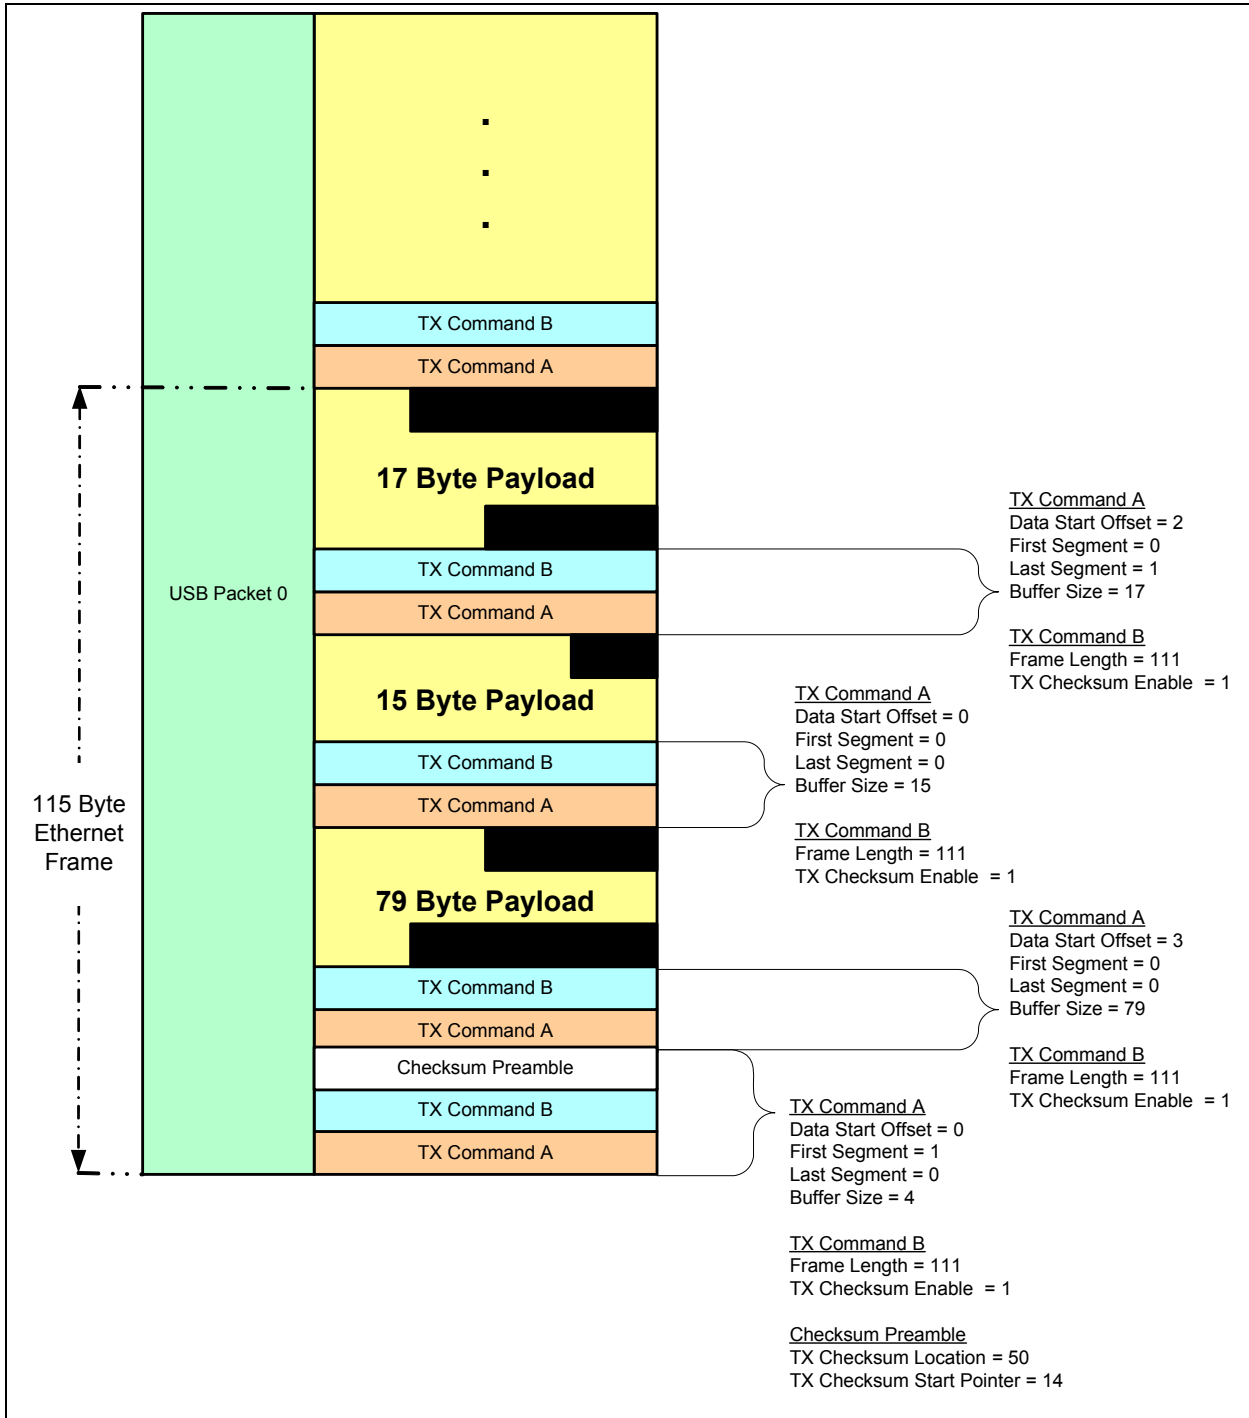 TX Command B
TX Command A
17 Byte Payload
TX Command B
TX Command A
USB Packet 0
15 Byte Payload
TX Command B
TX Command A
115 Byte
Ethernet
Frame
79 Byte Payload
TX Command B
TX Command A
Checksum Preamble
TX Command B
TX Command A
TX Command A
Data Start Offset = 2
First Segment = 0
Last Segment = 1
Buffer Size = 17
TX Command B
Frame Length = 111
TX Checksum Enable = 1
TX Command A
Data Start Offset = 0
First Segment = 0
Last Segment = 0
Buffer Size = 15
TX Command B
Frame Length = 111
TX Checksum Enable = 1
TX Command A
Data Start Offset = 3
First Segment = 0
Last Segment = 0
Buffer Size = 79
TX Command B
Frame Length = 111
TX Checksum Enable = 1
TX Command A
Data Start Offset = 0
First Segment = 1
Last Segment = 0
Buffer Size = 4
TX Command B
Frame Length = 111
TX Checksum Enable = 1
Checksum Preamble
TX Checksum Location = 50
TX Checksum Start Pointer = 14